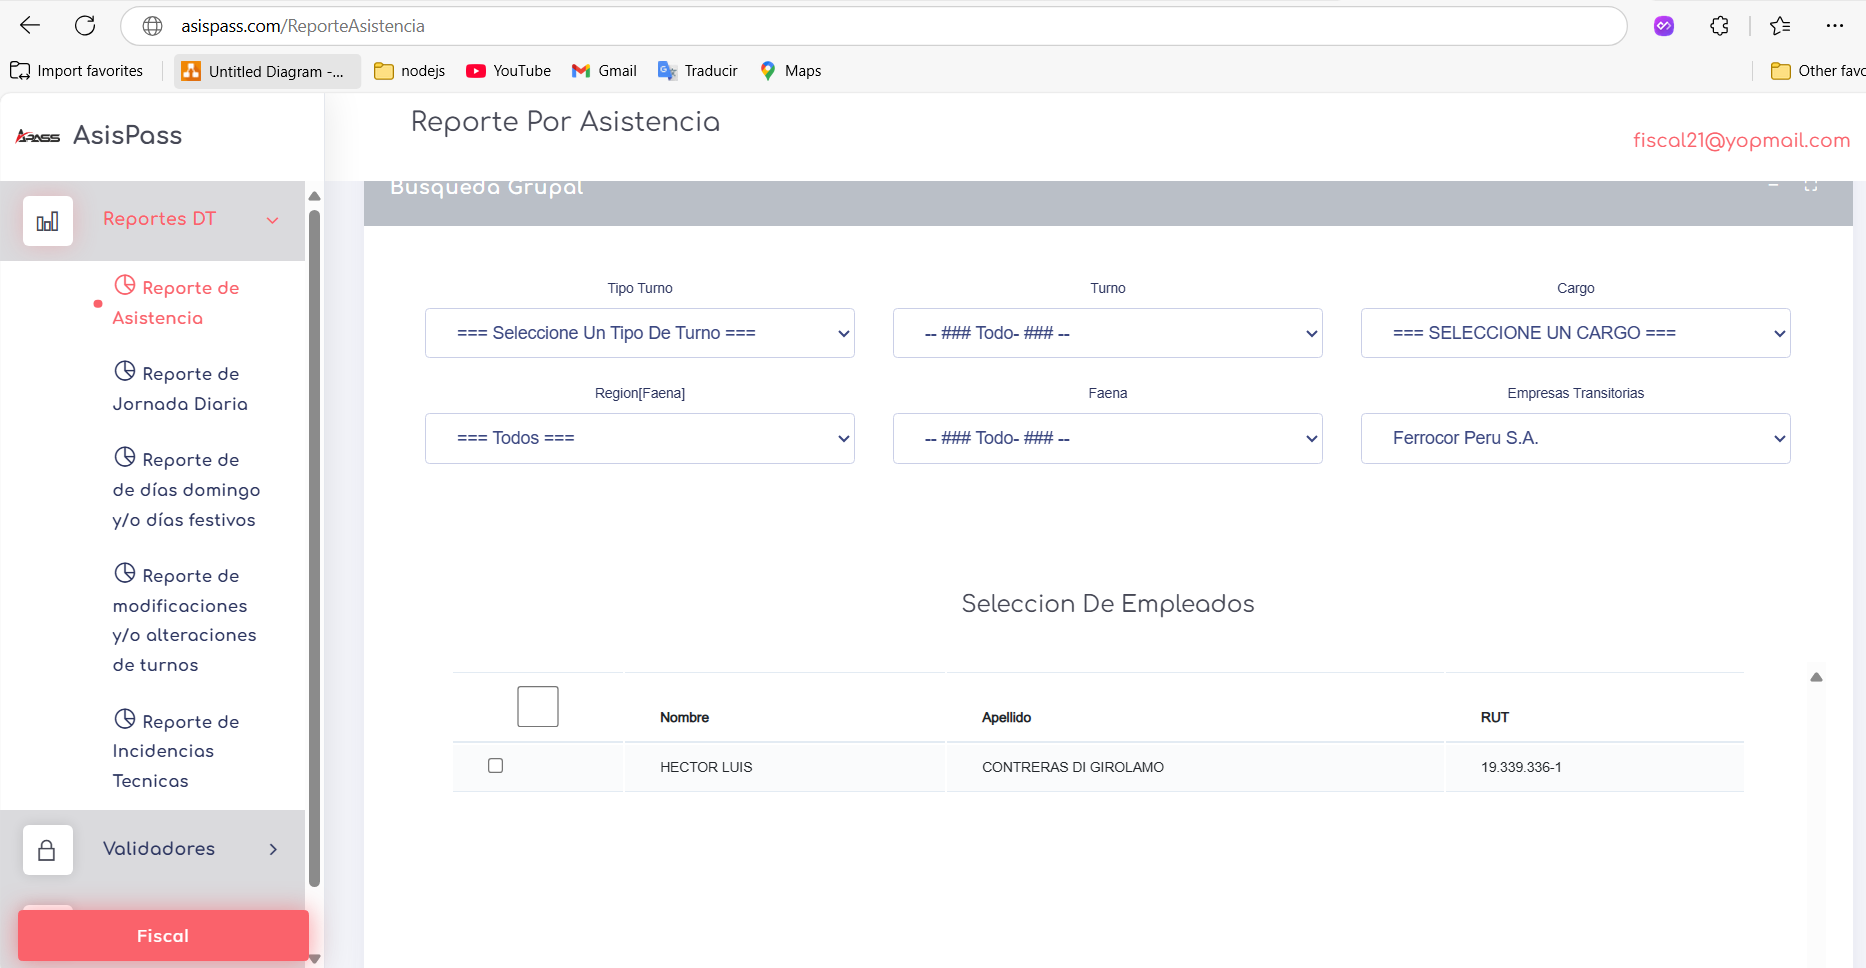 asispass.com/ReporteAsistencia
Import favorites
Untitled Diagram -...
nodejs
YouTube
Gmail
Traducir
Maps
Other favo
APASS AsisPass
Reporte Por Asistencia
fiscal21@yopmail.com
Reportes DT
Reporte de
Asistencia
Reporte de
Jornada Diaria
Reporte de
de días domingo
y/o días festivos
Reporte de
modificaciones
y/o alteraciones
de turnos
Reporte de
Incidencias
Tecnicas
Validadores
Fiscal
Busqueda Grupal
Tipo Turno
Turno
Cargo
=== Seleccione Un Tipo De Turno ===
-- ### Todo- ### --
=== SELECCIONE UN CARGO ===
Region[Faena]
Faena
Empresas Transitorias
=== Todos ===
-- ### Todo- ### --
Ferrocor Peru S.A.
Seleccion De Empleados
Nombre Apellido RUT
HECTOR LUIS CONTRERAS DI GIROLAMO 19.339.336-1